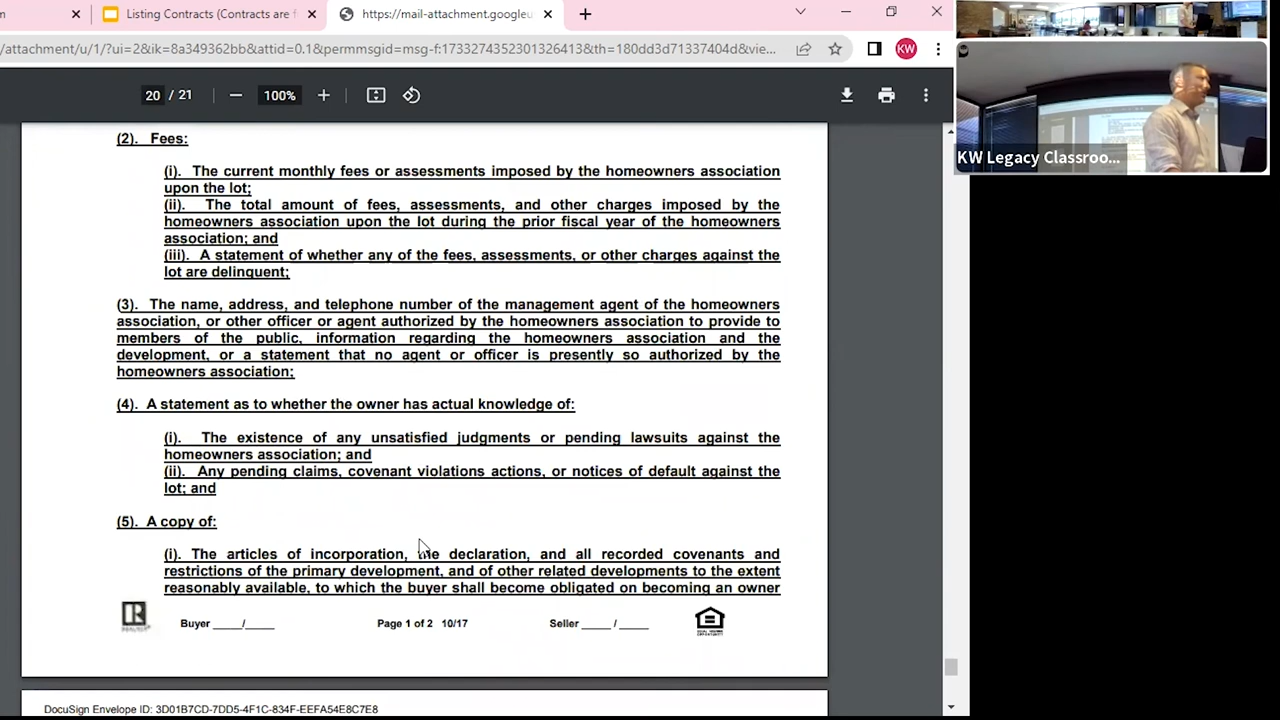 Listing Contracts (Contracts are f
https://mail-attachment.googleu
/attachment/u/1/?ui=2&ik=8a349362bb&attid=0.1&permmsgid=msg-f:1733274352301326413&th=180dd3d71337404d&vie...
KW
20 / 21
100%
KW Legacy Classroo...
(2). Fees:
(i). The current monthly fees or assessments imposed by the homeowners association
upon the lot;
(ii). The total amount of fees, assessments, and other charges imposed by the
homeowners association upon the lot during the prior fiscal year of the homeowners
association; and
(iii). A statement of whether any of the fees, assessments, or other charges against the
lot are delinquent;
(3). The name, address, and telephone number of the management agent of the homeowners
association, or other officer or agent authorized by the homeowners association to provide to
members of the public, information regarding the homeowners association and the
development, or a statement that no agent or officer is presently so authorized by the
homeowners association;
(4). A statement as to whether the owner has actual knowledge of:
(i). The existence of any unsatisfied judgments or pending lawsuits against the
homeowners association; and
(ii). Any pending claims, covenant violations actions, or notices of default against the
lot; and
(5). A copy of:
(i). The articles of incorporation, the declaration, and all recorded covenants and
restrictions of the primary development, and of other related developments to the extent
reasonably available, to which the buyer shall become obligated on becoming an owner
Buyer _____/_____ Page 1 of 2 10/17 Seller _____ / _____
DocuSign Envelope ID: 3D01B7CD-7DD5-4F1C-834F-EEFA54E8C7E8